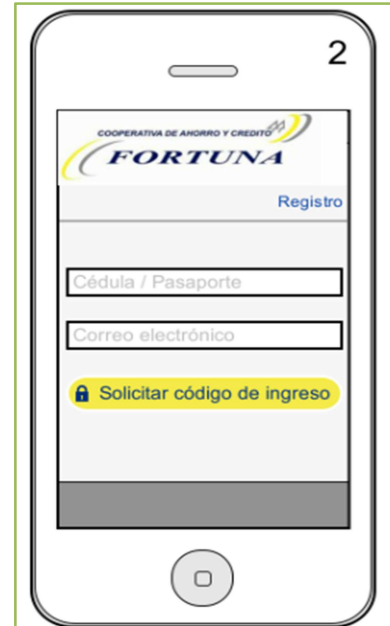 2
COOPERATIVA DE AHORRO Y CREDITO
FORTUNA
Registro
Cédula / Pasaporte
Correo electrónico
Solicitar código de ingreso